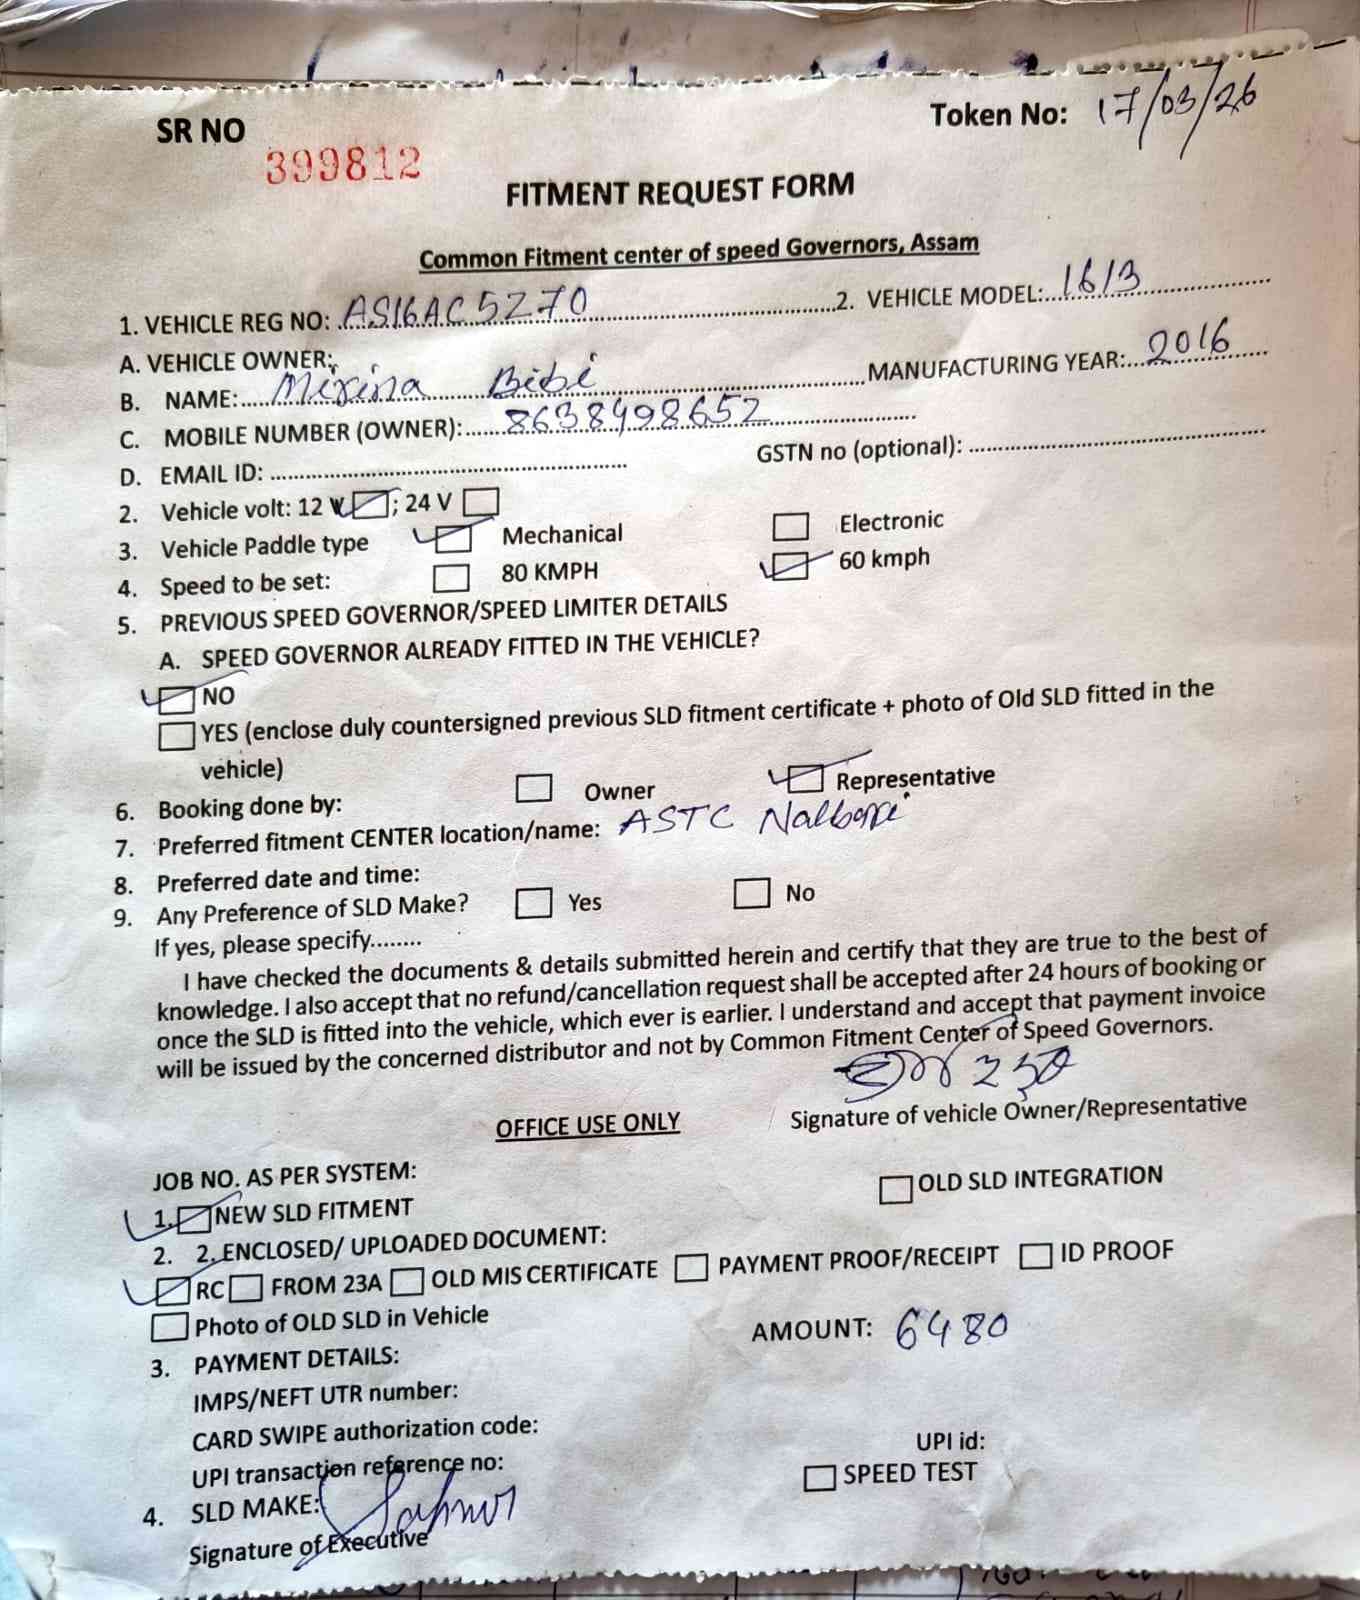 SR NO
399812
Token No: 17/03/26
FITMENT REQUEST FORM
Common Fitment center of speed Governors, Assam
1. VEHICLE REG NO: AS16AC5270 2. VEHICLE MODEL: 1613
A. VEHICLE OWNER:
B. NAME: Mirina Bibi MANUFACTURING YEAR: 2016
C. MOBILE NUMBER (OWNER): 8638498652
D. EMAIL ID: GSTN no (optional):
2. Vehicle volt: 12 V ; 24 V
3. Vehicle Paddle type Mechanical Electronic
4. Speed to be set: 80 KMPH 60 kmph
5. PREVIOUS SPEED GOVERNOR/SPEED LIMITER DETAILS
A. SPEED GOVERNOR ALREADY FITTED IN THE VEHICLE?
NO
YES (enclose duly countersigned previous SLD fitment certificate + photo of Old SLD fitted in the
vehicle)
6. Booking done by: Owner Representative
7. Preferred fitment CENTER location/name: ASTC Nalbari
8. Preferred date and time:
9. Any Preference of SLD Make? Yes No
If yes, please specify........
I have checked the documents & details submitted herein and certify that they are true to the best of
knowledge. I also accept that no refund/cancellation request shall be accepted after 24 hours of booking or
once the SLD is fitted into the vehicle, which ever is earlier. I understand and accept that payment invoice
will be issued by the concerned distributor and not by Common Fitment Center of Speed Governors.
Signature of vehicle Owner/Representative
OFFICE USE ONLY
JOB NO. AS PER SYSTEM:
1. NEW SLD FITMENT OLD SLD INTEGRATION
2. 2. ENCLOSED/ UPLOADED DOCUMENT:
RC FROM 23A OLD MIS CERTIFICATE PAYMENT PROOF/RECEIPT ID PROOF
Photo of OLD SLD in Vehicle
AMOUNT: 6480
3. PAYMENT DETAILS:
IMPS/NEFT UTR number:
CARD SWIPE authorization code:
UPI transaction reference no: UPI id:
SPEED TEST
4. SLD MAKE:
Signature of Executive